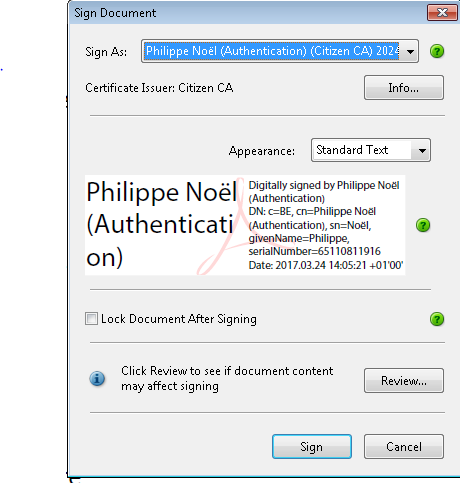 Sign Document
Sign As: Philippe Noël (Authentication) (Citizen CA) 2024
Certificate Issuer: Citizen CA
Info...
Appearance: Standard Text
Philippe Noël
(Authenticati
on)
Digitally signed by Philippe Noël
(Authentication)
DN: c=BE, cn=Philippe Noël
(Authentication), sn=Noël,
givenName=Philippe,
serialNumber=65110811916
Date: 2017.03.24 14:05:21 +01'00'
Lock Document After Signing
Click Review to see if document content
may affect signing
Review...
Sign
Cancel